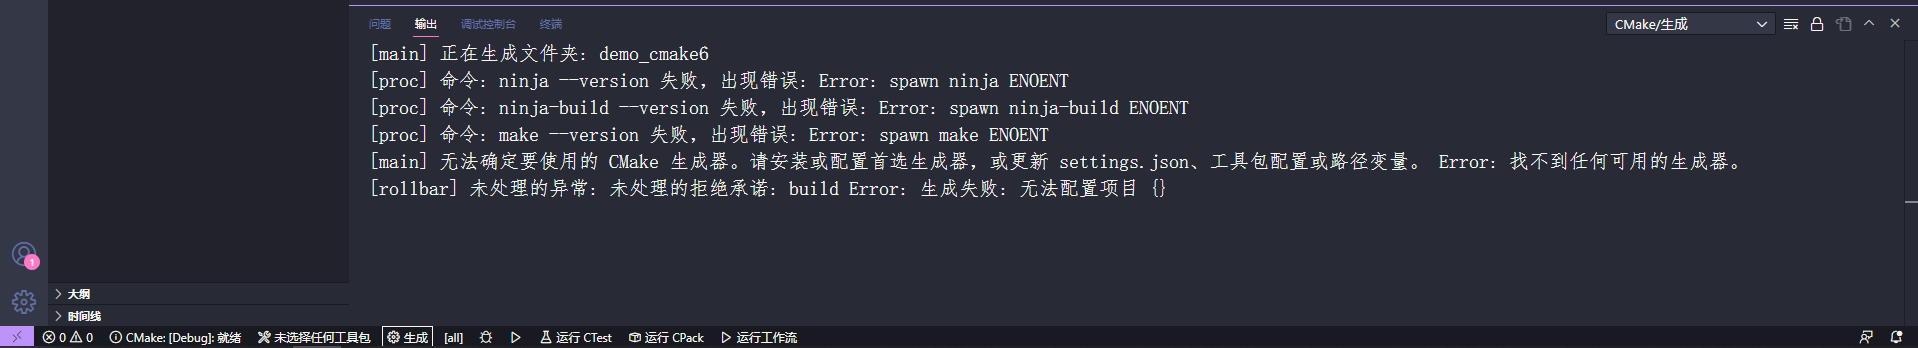 问题 输出 调试控制台 终端 CMake/生成
[main] 正在生成文件夹: demo_cmake6
[proc] 命令: ninja --version 失败, 出现错误: Error: spawn ninja ENOENT
[proc] 命令: ninja-build --version 失败, 出现错误: Error: spawn ninja-build ENOENT
[proc] 命令: make --version 失败, 出现错误: Error: spawn make ENOENT
[main] 无法确定要使用的 CMake 生成器。请安装或配置首选生成器, 或更新 settings.json、工具包配置或路径变量。 Error: 找不到任何可用的生成器。
[rollbar] 未处理的异常: 未处理的拒绝承诺: build Error: 生成失败: 无法配置项目 {}
1
大纲
时间线
0 0 CMake: [Debug]: 就绪 未选择任何工具包 生成 [all] 运行 CTest 运行 CPack 运行工作流